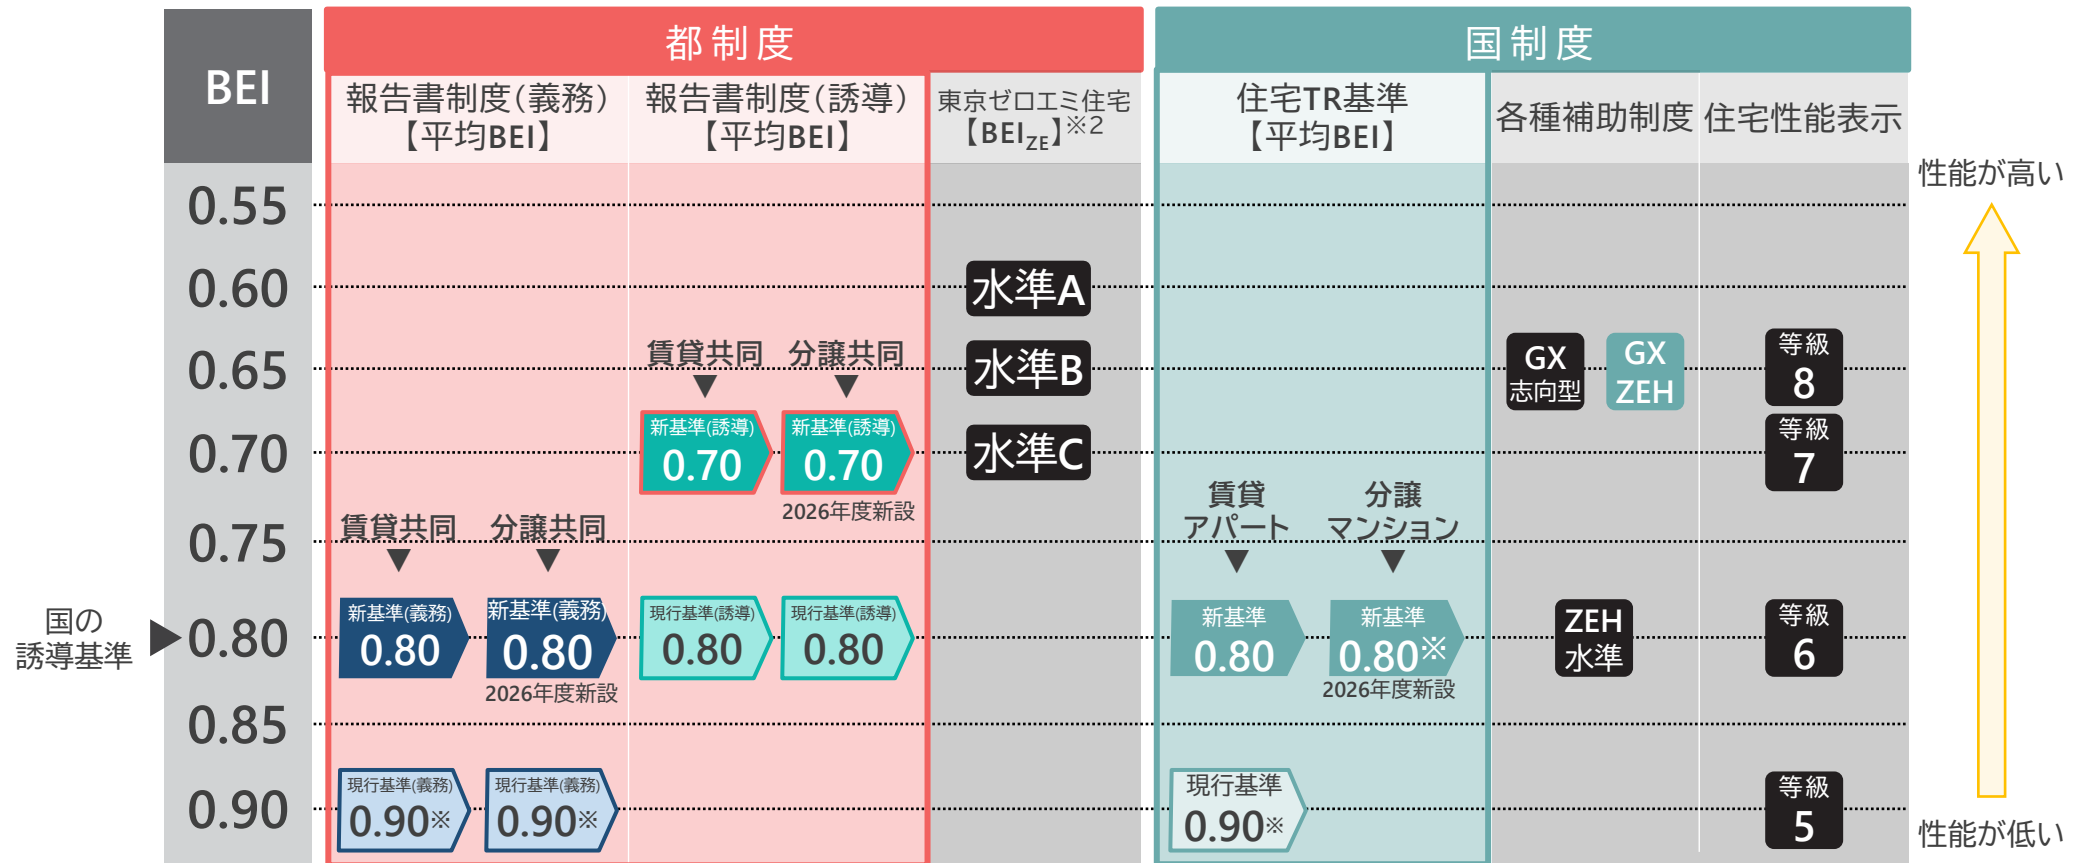 BEI
都制度
国制度
報告書制度(義務)
【平均BEI】
報告書制度(誘導)
【平均BEI】
東京ゼロエミ住宅
【BEIZE】※2
住宅TR基準
【平均BEI】
各種補助制度
住宅性能表示
性能が高い
0.55
0.60
水準A
0.65
賃貸共同
分譲共同
▼
▼
水準B
GX
志向型
GX
ZEH
等級
8
0.70
新基準(誘導)
0.70
新基準(誘導)
0.70
2026年度新設
水準C
等級
7
0.75
賃貸共同
分譲共同
▼
▼
賃貸
アパート
▼
分譲
マンション
▼
国の
誘導基準
▶
0.80
新基準(義務)
0.80
新基準(義務)
0.80
2026年度新設
現行基準(誘導)
0.80
現行基準(誘導)
0.80
新基準
0.80
新基準
0.80※
2026年度新設
ZEH
水準
等級
6
0.85
0.90
現行基準(義務)
0.90※
現行基準(義務)
0.90※
現行基準
0.90※
等級
5
性能が低い